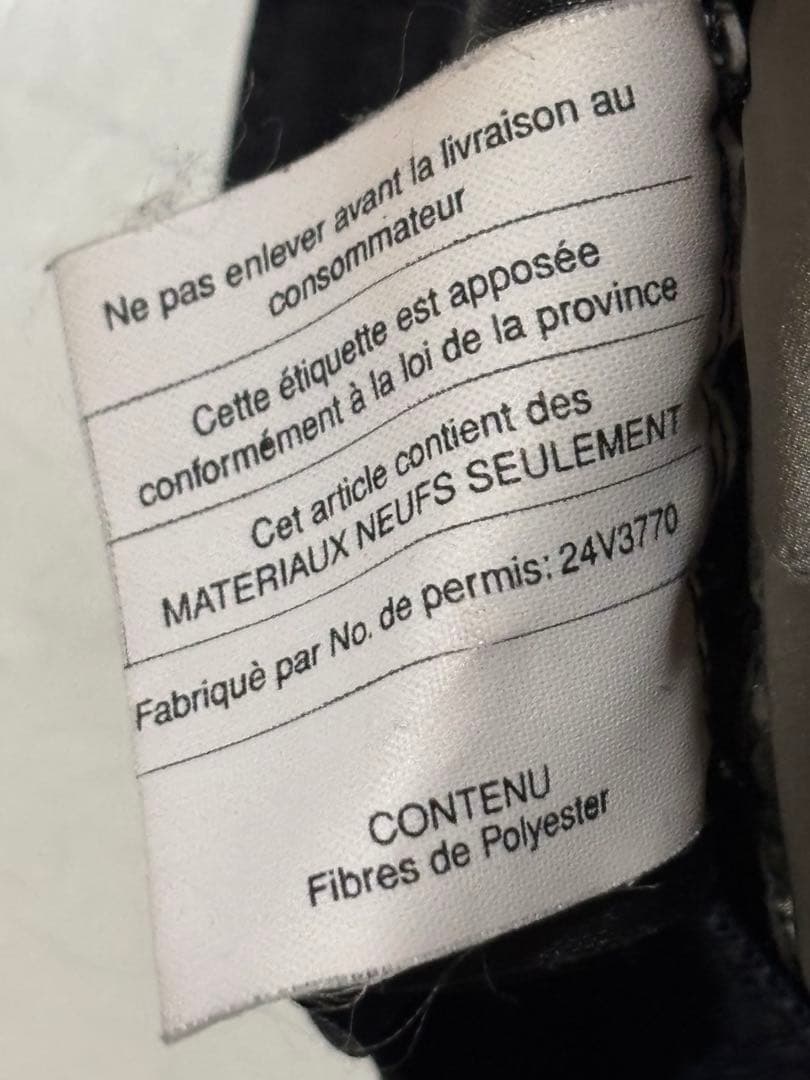 Ne pas enlever avant la livraison au
consommateur
Cette étiquette est apposée
conformément à la loi de la province
Cet article contient des
MATERIAUX NEUFS SEULEMENT
Fabriquè par No. de permis: 24V3770
CONTENU
Fibres de Polyester